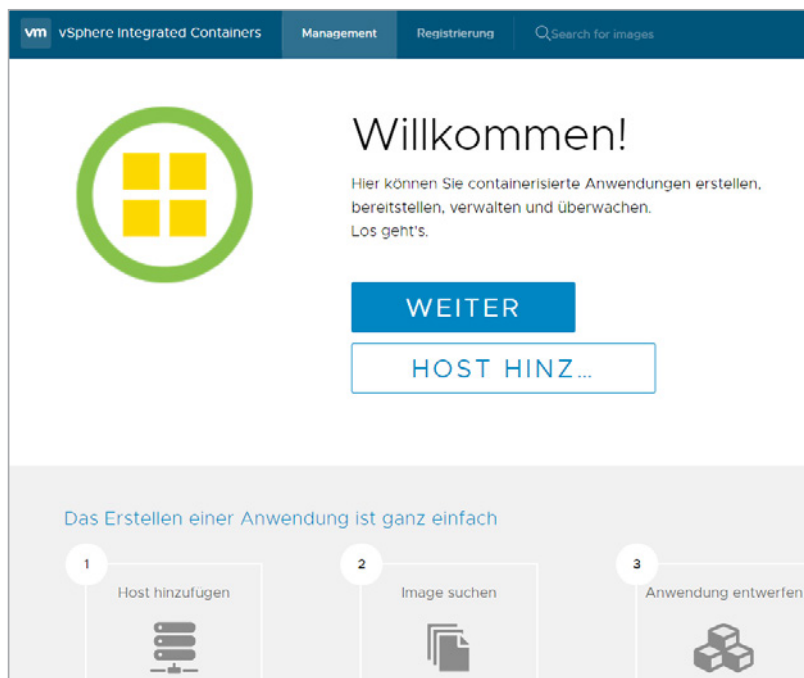 vm vSphere Integrated Containers Management Registrierung Search for images
Willkommen!
Hier können Sie containerisierte Anwendungen erstellen,
bereitstellen, verwalten und überwachen.
Los geht's.
WEITER
HOST HINZ...
Das Erstellen einer Anwendung ist ganz einfach
1 2 3
Host hinzufügen Image suchen Anwendung entwerfen